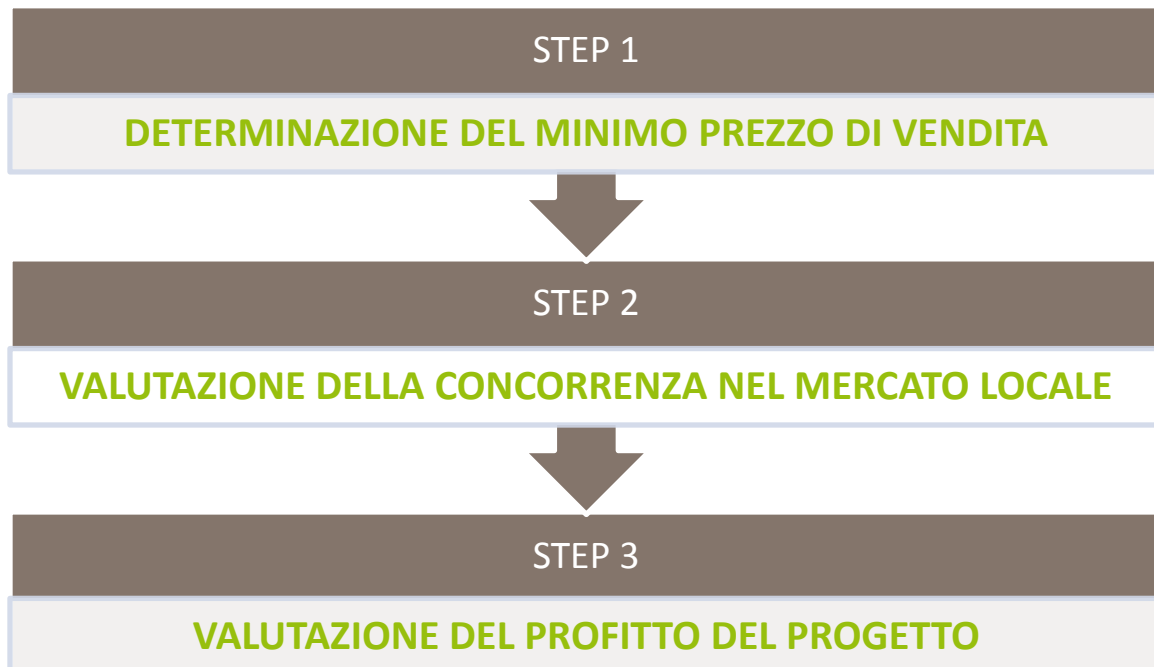 STEP 1
DETERMINAZIONE DEL MINIMO PREZZO DI VENDITA
STEP 2
VALUTAZIONE DELLA CONCORRENZA NEL MERCATO LOCALE
STEP 3
VALUTAZIONE DEL PROFITTO DEL PROGETTO